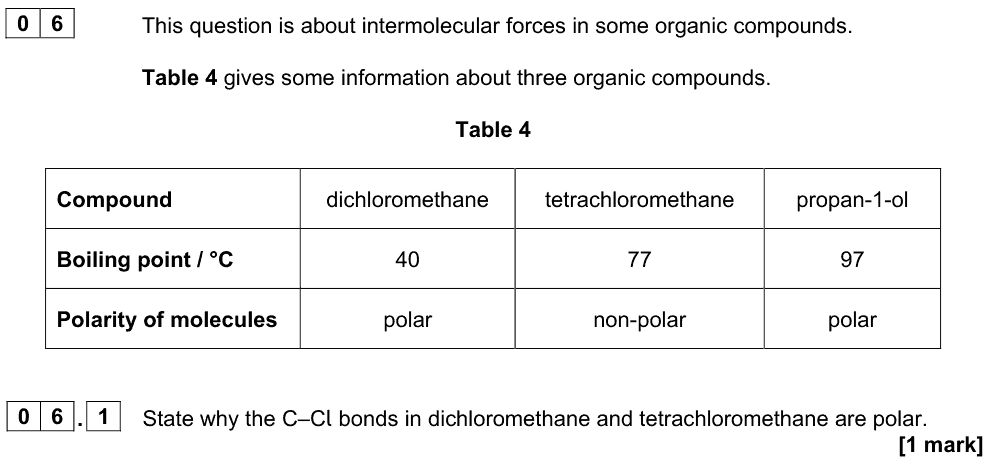 0 6 This question is about intermolecular forces in some organic compounds.
Table 4 gives some information about three organic compounds.
Table 4
Compound dichloromethane tetrachloromethane propan-1-ol
Boiling point / °C 40 77 97
Polarity of molecules polar non-polar polar
0 6 . 1 State why the C–Cl bonds in dichloromethane and tetrachloromethane are polar.
[1 mark]